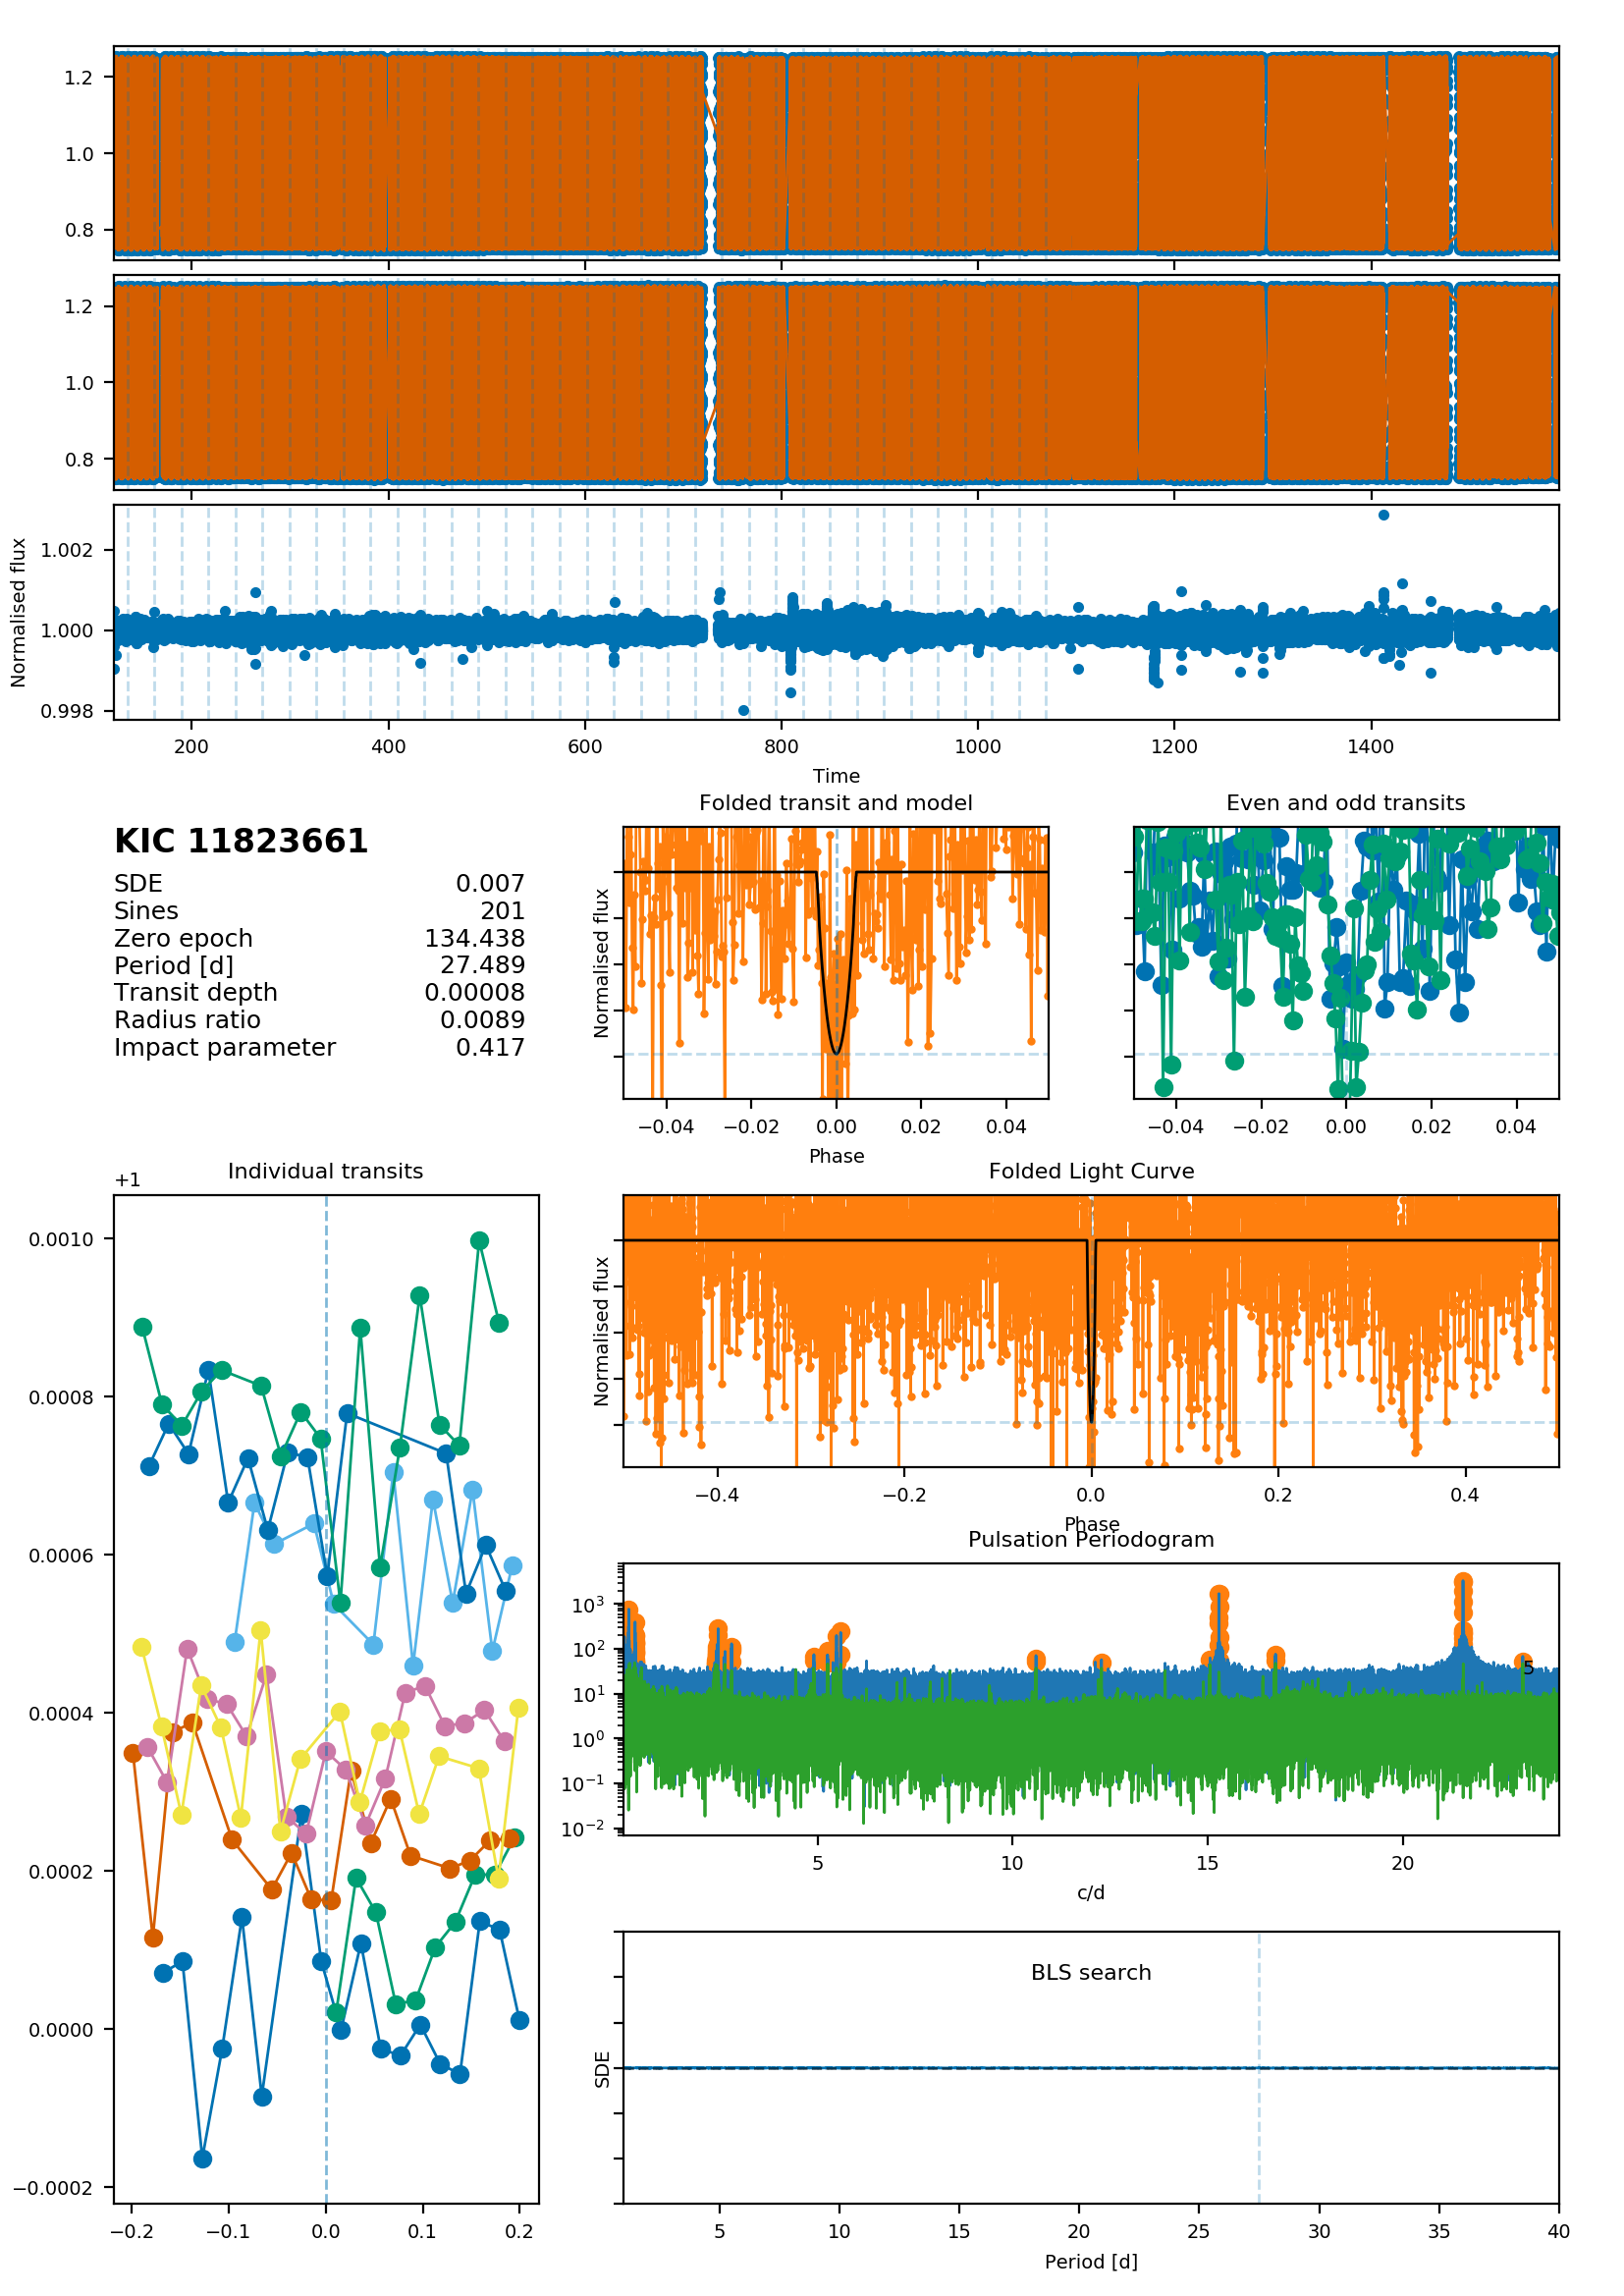 1.2
1.0
0.8
1.2
1.0
0.8
Normalised flux
1.002
1.000
0.998
200 400 600 800 1000 1200 1400
Time
KIC 11823661
SDE 0.007
Sines 201
Zero epoch 134.438
Period [d] 27.489
Transit depth 0.00008
Radius ratio 0.0089
Impact parameter 0.417
Folded transit and model
Normalised flux
−0.04 −0.02 0.00 0.02 0.04
Phase
Even and odd transits
−0.04 −0.02 0.00 0.02 0.04
Individual transits
+1
0.0010
0.0008
0.0006
0.0004
0.0002
0.0000
−0.0002
−0.2 −0.1 0.0 0.1 0.2
Folded Light Curve
Normalised flux
−0.4 −0.2 0.0 0.2 0.4
Phase
Pulsation Periodogram
10³
10²
10¹
10⁰
10⁻¹
10⁻²
5
5 10 15 20
c/d
BLS search
SDE
5 10 15 20 25 30 35 40
Period [d]